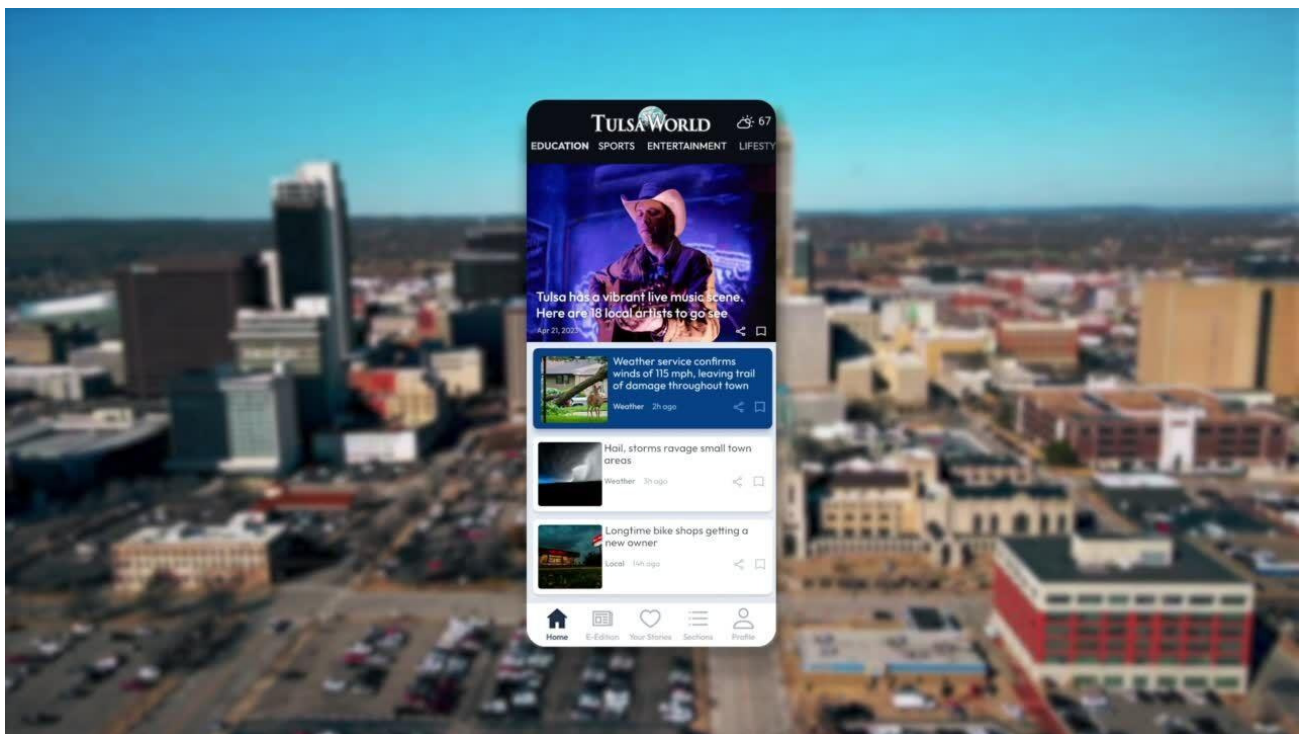 TULSA WORLD
67
EDUCATION SPORTS ENTERTAINMENT LIFESTY
Tulsa has a vibrant live music scene.
Here are 18 local artists to go see
Apr 21, 2023
Weather service confirms
winds of 115 mph, leaving trail
of damage throughout town
Weather 2h ago
Hail, storms ravage small town
areas
Weather 3h ago
Longtime bike shops getting a
new owner
Local 14h ago
Home E-Edition Your Stories Sections Profile